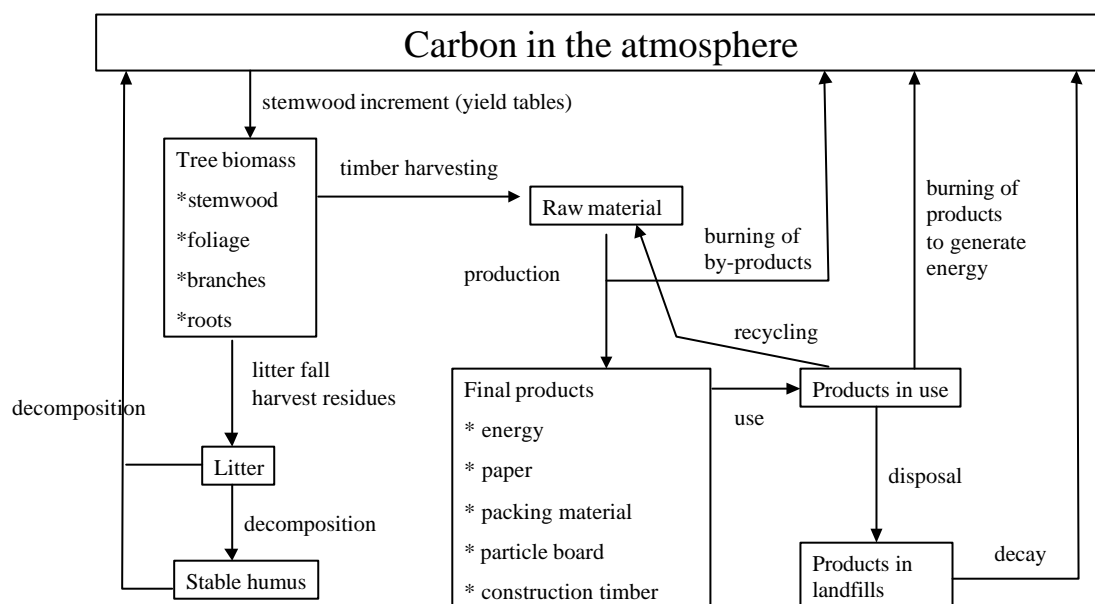 Carbon in the atmosphere
stemwood increment (yield tables)
Tree biomass
*stemwood
*foliage
*branches
*roots
timber harvesting
Raw material
production
burning of
by-products
burning of
products
to generate
energy
recycling
litter fall
harvest residues
decomposition
Litter
decomposition
Stable humus
Final products
* energy
* paper
* packing material
* particle board
* construction timber
use
Products in use
disposal
Products in
landfills
decay